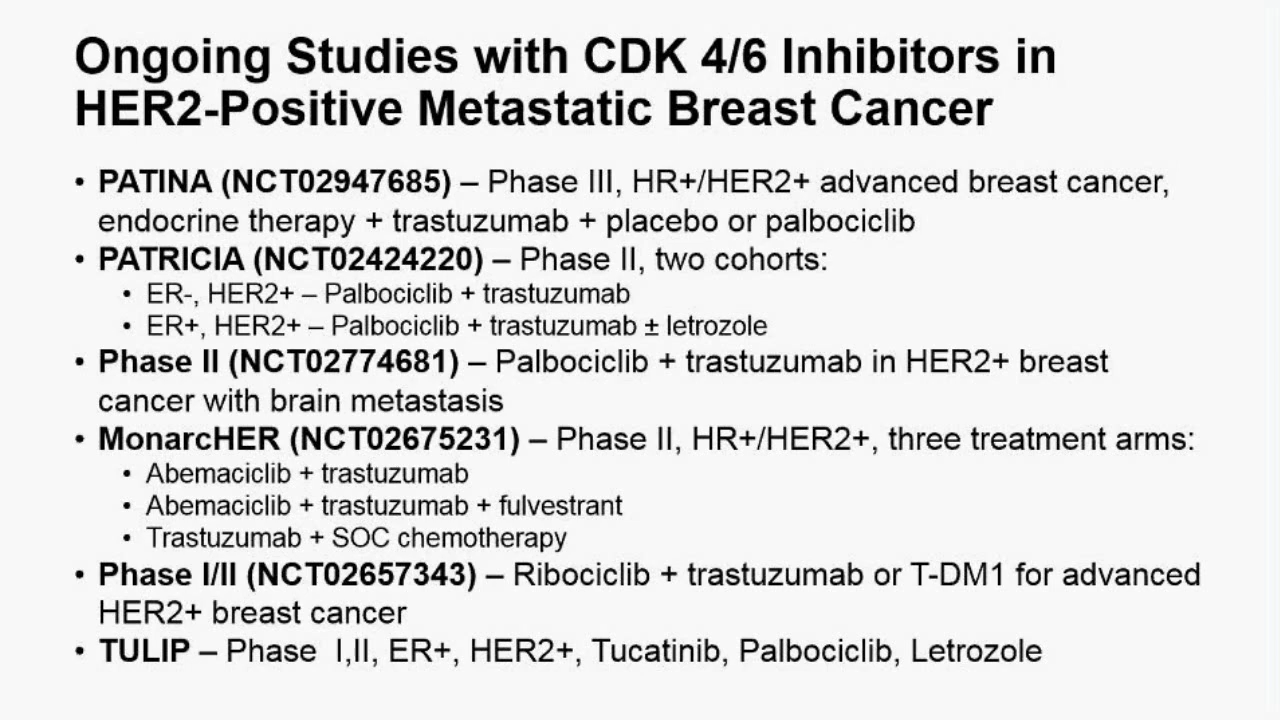 Ongoing Studies with CDK 4/6 Inhibitors in
HER2-Positive Metastatic Breast Cancer
• PATINA (NCT02947685) – Phase III, HR+/HER2+ advanced breast cancer,
endocrine therapy + trastuzumab + placebo or palbociclib
• PATRICIA (NCT02424220) – Phase II, two cohorts:
• ER-, HER2+ – Palbociclib + trastuzumab
• ER+, HER2+ – Palbociclib + trastuzumab ± letrozole
• Phase II (NCT02774681) – Palbociclib + trastuzumab in HER2+ breast
cancer with brain metastasis
• MonarcHER (NCT02675231) – Phase II, HR+/HER2+, three treatment arms:
• Abemaciclib + trastuzumab
• Abemaciclib + trastuzumab + fulvestrant
• Trastuzumab + SOC chemotherapy
• Phase I/II (NCT02657343) – Ribociclib + trastuzumab or T-DM1 for advanced
HER2+ breast cancer
• TULIP – Phase I,II, ER+, HER2+, Tucatinib, Palbociclib, Letrozole